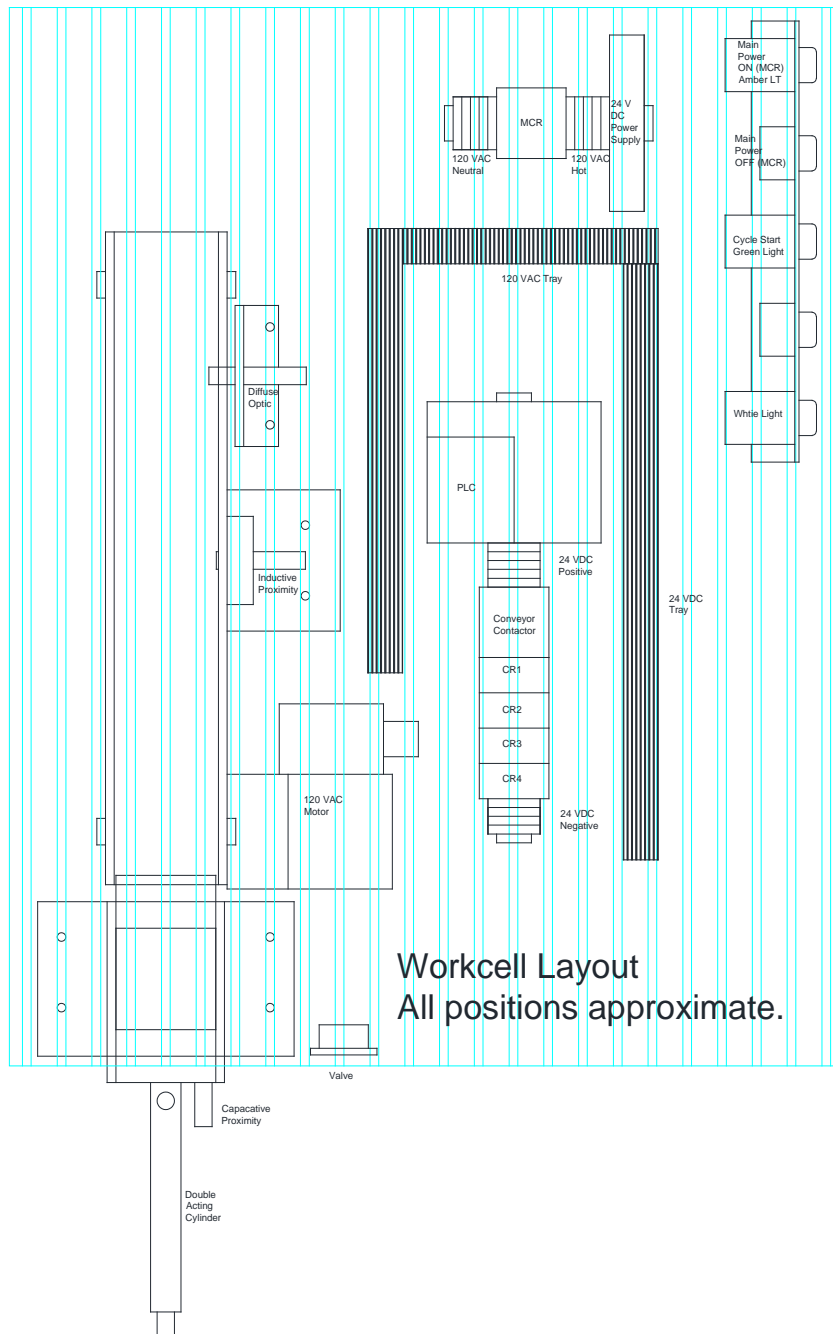 Main
Power
ON (MCR)
Amber LT
24 V
DC
Power
Supply
MCR
Main
Power
OFF (MCR)
120 VAC
Neutral
120 VAC
Hot
Cycle Start
Green Light
120 VAC Tray
Diffuse
Optic
Whtie Light
PLC
24 VDC
Positive
Inductive
Proximity
24 VDC
Tray
Conveyor
Contactor
CR1
CR2
CR3
CR4
120 VAC
Motor
24 VDC
Negative
Workcell Layout
All positions approximate.
Valve
Capacative
Proximity
Double
Acting
Cylinder